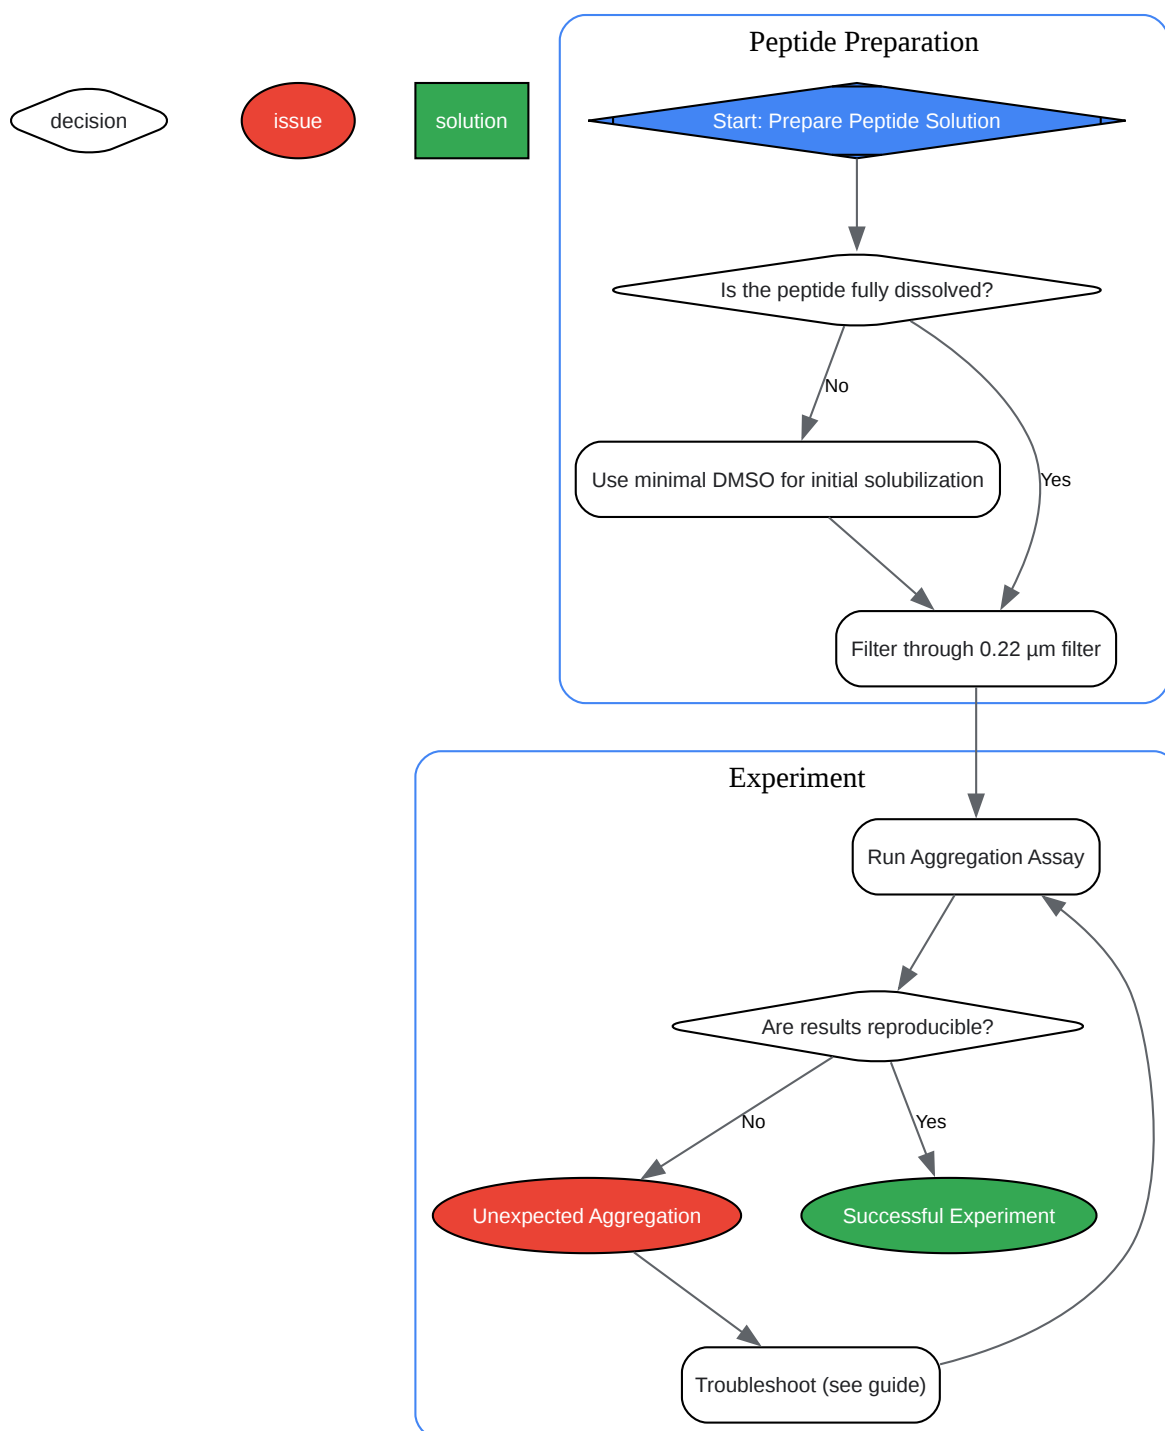 Peptide Preparation
decision
issue
solution
Start: Prepare Peptide Solution
Is the peptide fully dissolved?
No
Use minimal DMSO for initial solubilization
Yes
Filter through 0.22 µm filter
Experiment
Run Aggregation Assay
Are results reproducible?
No
Yes
Unexpected Aggregation
Successful Experiment
Troubleshoot (see guide)